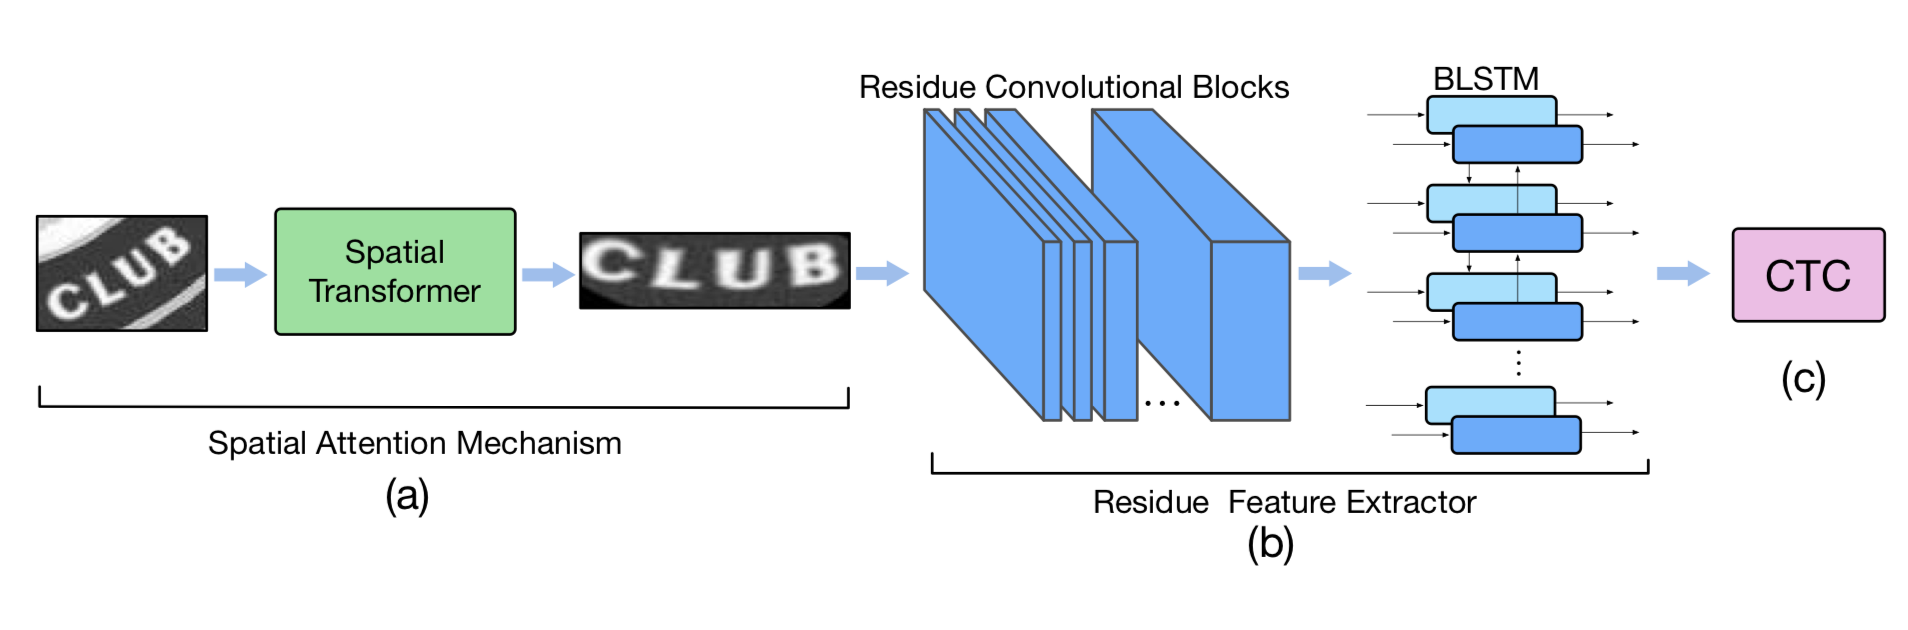 CLUB
Spatial
Transformer
CLUB
Spatial Attention Mechanism
(a)
Residue Convolutional Blocks
...
BLSTM
Residue Feature Extractor
(b)
CTC
(c)